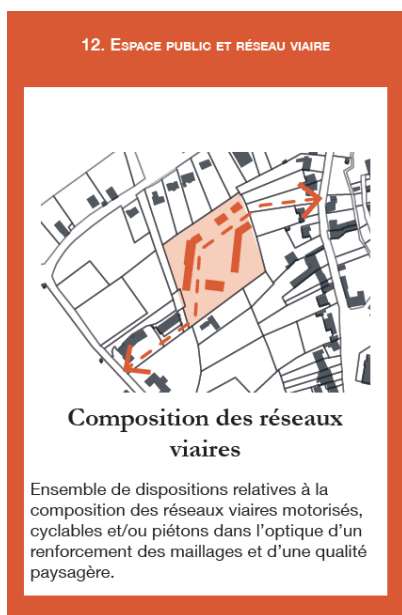 12. Espace public et réseau viaire
Composition des réseaux
viaires
Ensemble de dispositions relatives à la
composition des réseaux viaires motorisés,
cyclables et/ou piétons dans l’optique d’un
renforcement des maillages et d’une qualité
paysagère.